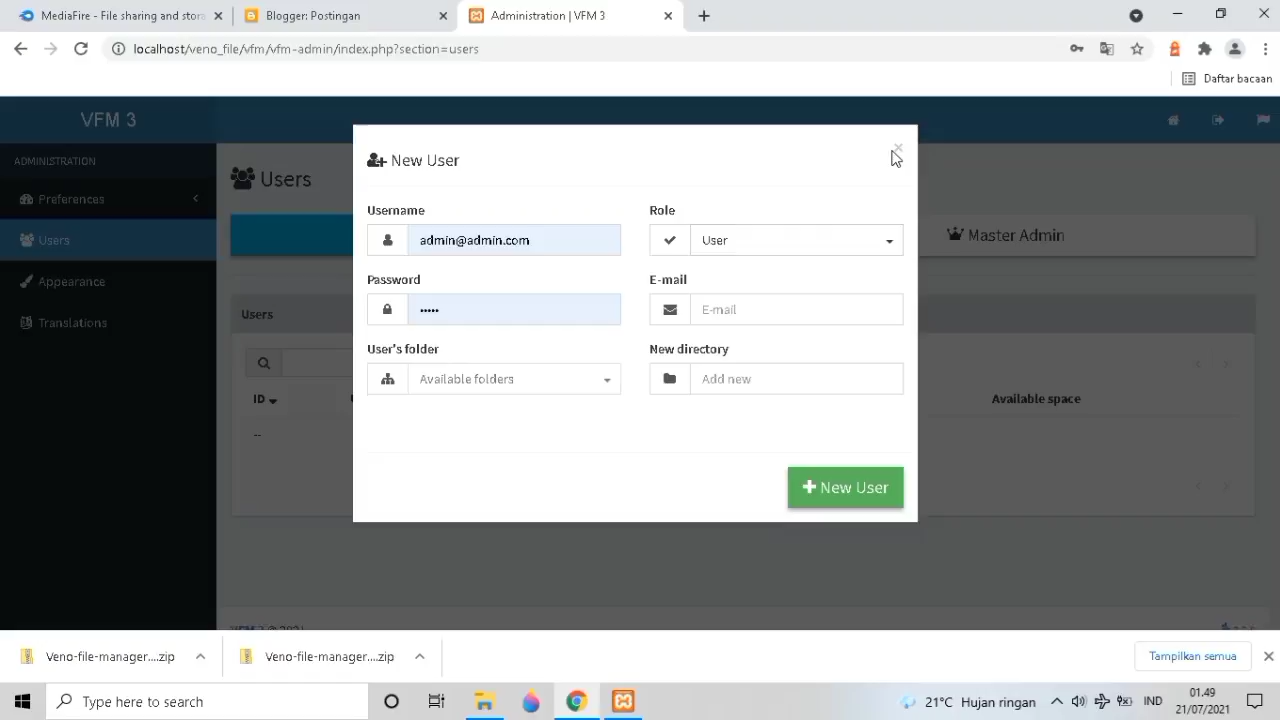 MediaFire - File sharing and store
Blogger: Postingan
Administration | VFM 3
localhost/veno_file/vfm/vfm-admin/index.php?section=users
Daftar bacaan
VFM 3
ADMINISTRATION
Preferences
Users
Appearance
Translations
Users
Master Admin
Users
ID
--
Available space
New User
Username
Role
admin@admin.com
User
Password
E-mail
•••••
E-mail
User's folder
New directory
Available folders
Add new
New User
Veno-file-manager....zip
Veno-file-manager....zip
Tampilkan semua
Type here to search
21°C Hujan ringan
IND
01.49
21/07/2021